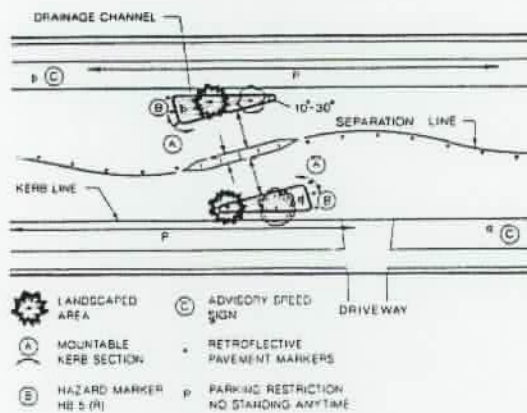 DRAINAGE CHANNEL
C
P
B
10°-30°
A
SEPARATION LINE
A
B
KERB LINE
P
C
DRIVEWAY
LANDSCAPED AREA
C ADVISORY SPEED SIGN
A MOUNTABLE KERB SECTION
RETROFLECTIVE PAVEMENT MARKERS
B HAZARD MARKER HB 5 (R)
P PARKING RESTRICTION NO STANDING ANYTIME